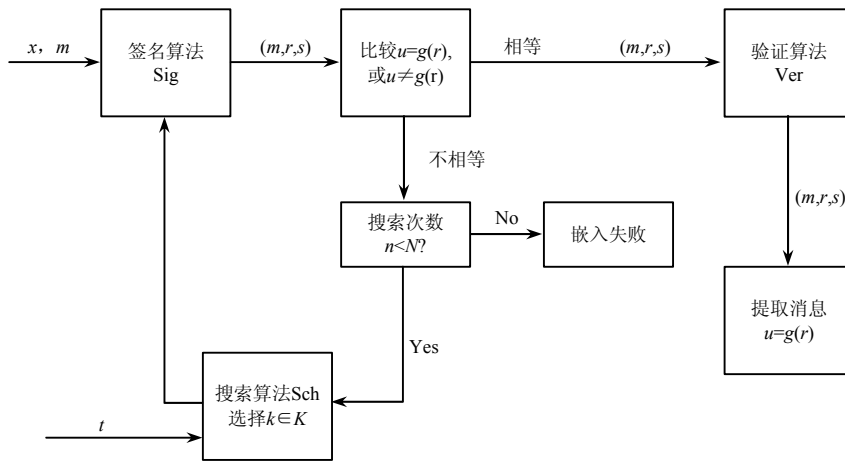 x，m
签名算法
Sig
(m,r,s)
比较u=g(r),
或u≠g(r)
相等
(m,r,s)
验证算法
Ver
不相等
(m,r,s)
搜索次数
n<N?
No
嵌入失败
提取消息
u=g(r)
Yes
搜索算法Sch
选择k∈K
t